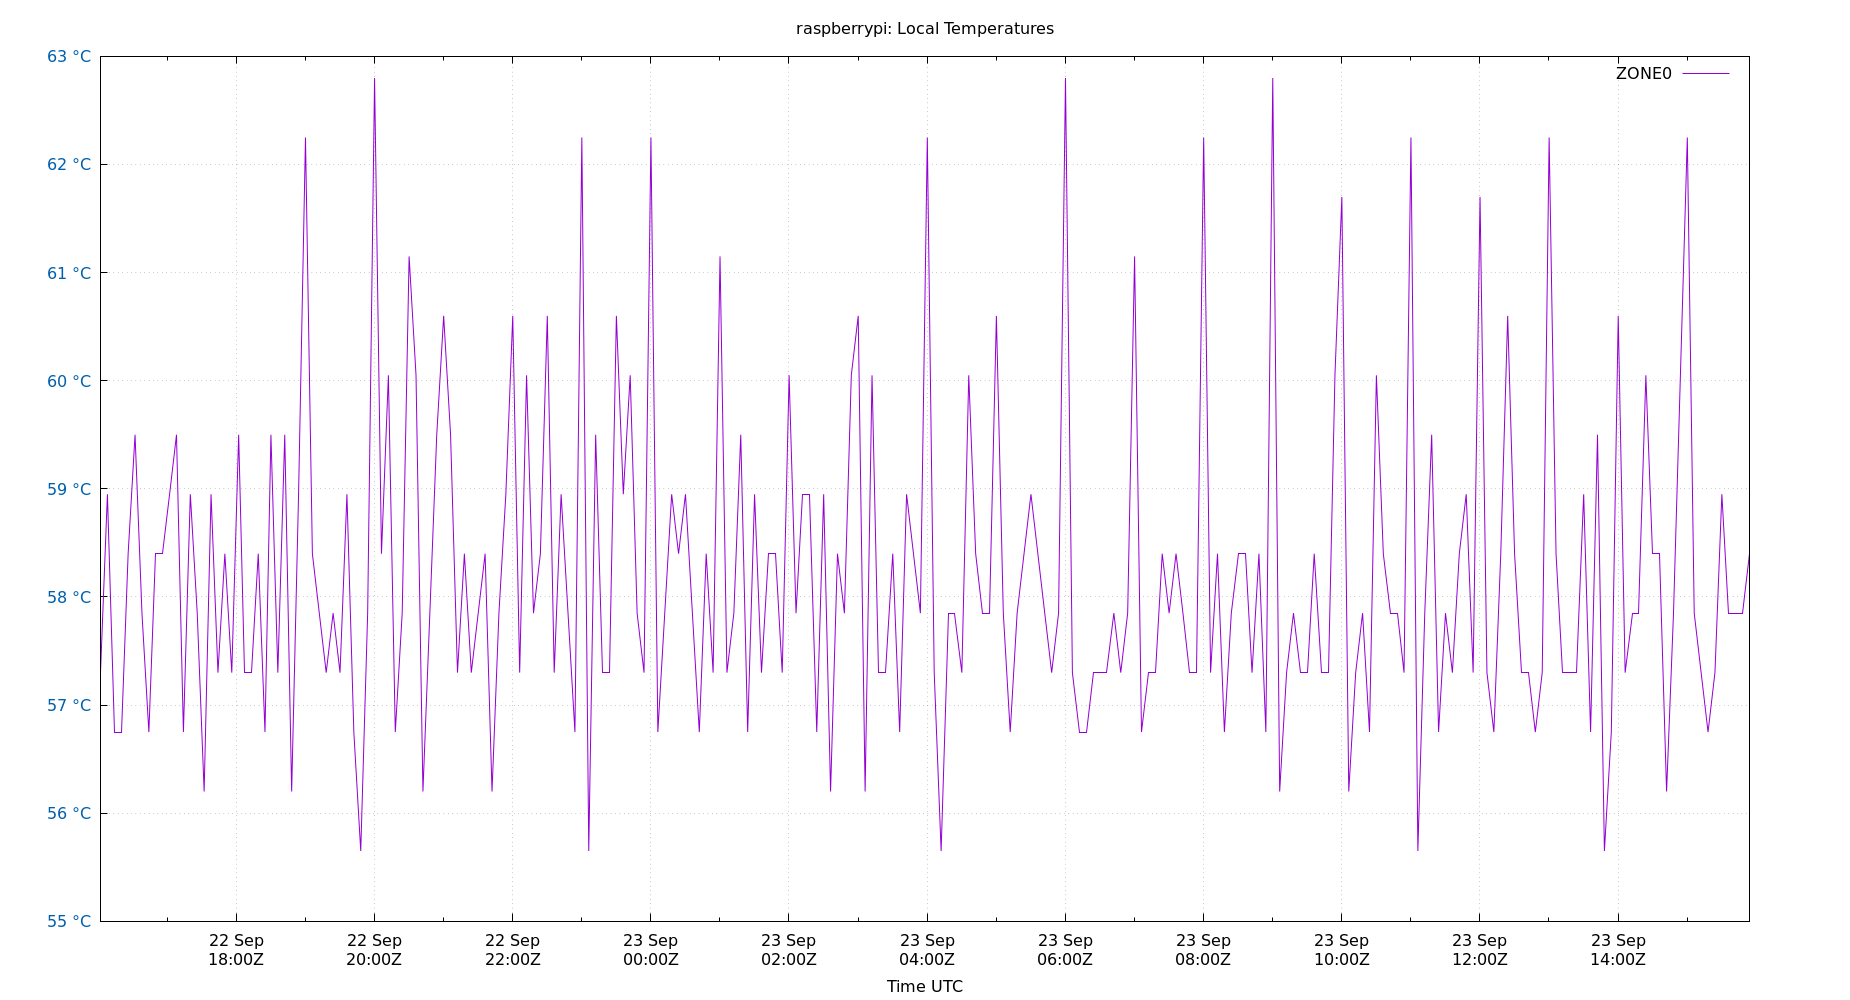 raspberrypi: Local Temperatures
63 °C
ZONE0
62 °C
61 °C
60 °C
59 °C
58 °C
57 °C
56 °C
55 °C
22 Sep 22 Sep 22 Sep 23 Sep 23 Sep 23 Sep 23 Sep 23 Sep 23 Sep 23 Sep 23 Sep
18:00Z 20:00Z 22:00Z 00:00Z 02:00Z 04:00Z 06:00Z 08:00Z 10:00Z 12:00Z 14:00Z
Time UTC